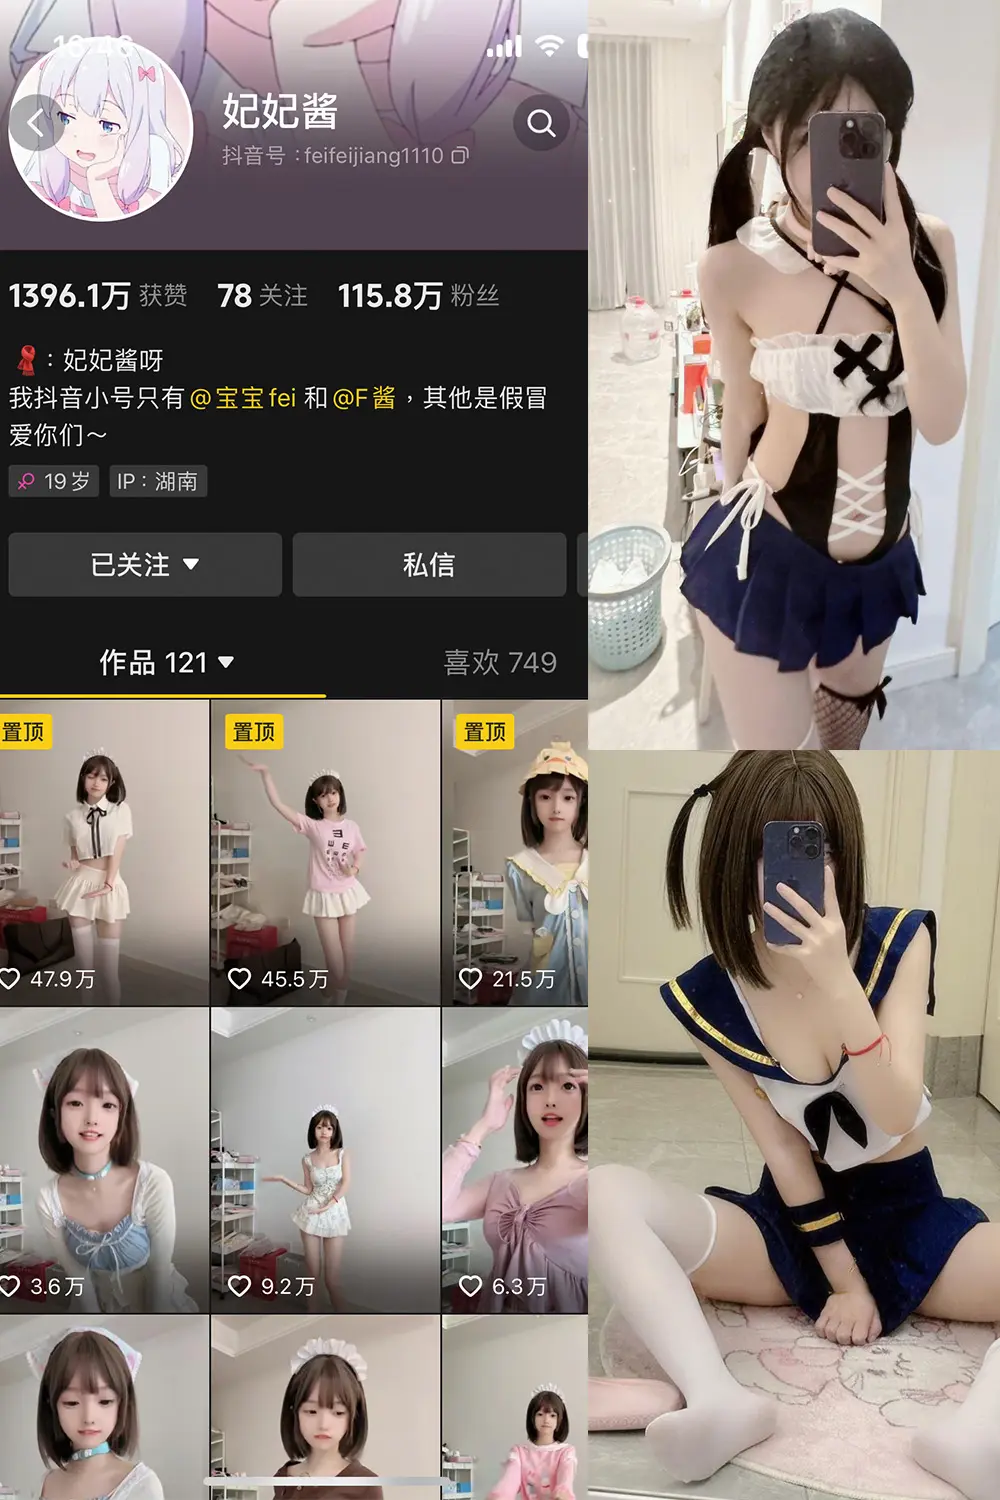 16:46
妃妃酱
抖音号：feifeijiang1110
1396.1万 获赞 78 关注 115.8万 粉丝
：妃妃酱呀
我抖音小号只有@宝宝fei 和@F酱，其他是假冒
爱你们～
19岁 IP：湖南
已关注 私信
作品 121 喜欢 749
置顶 置顶 置顶
47.9万 45.5万 21.5万
3.6万 9.2万 6.3万